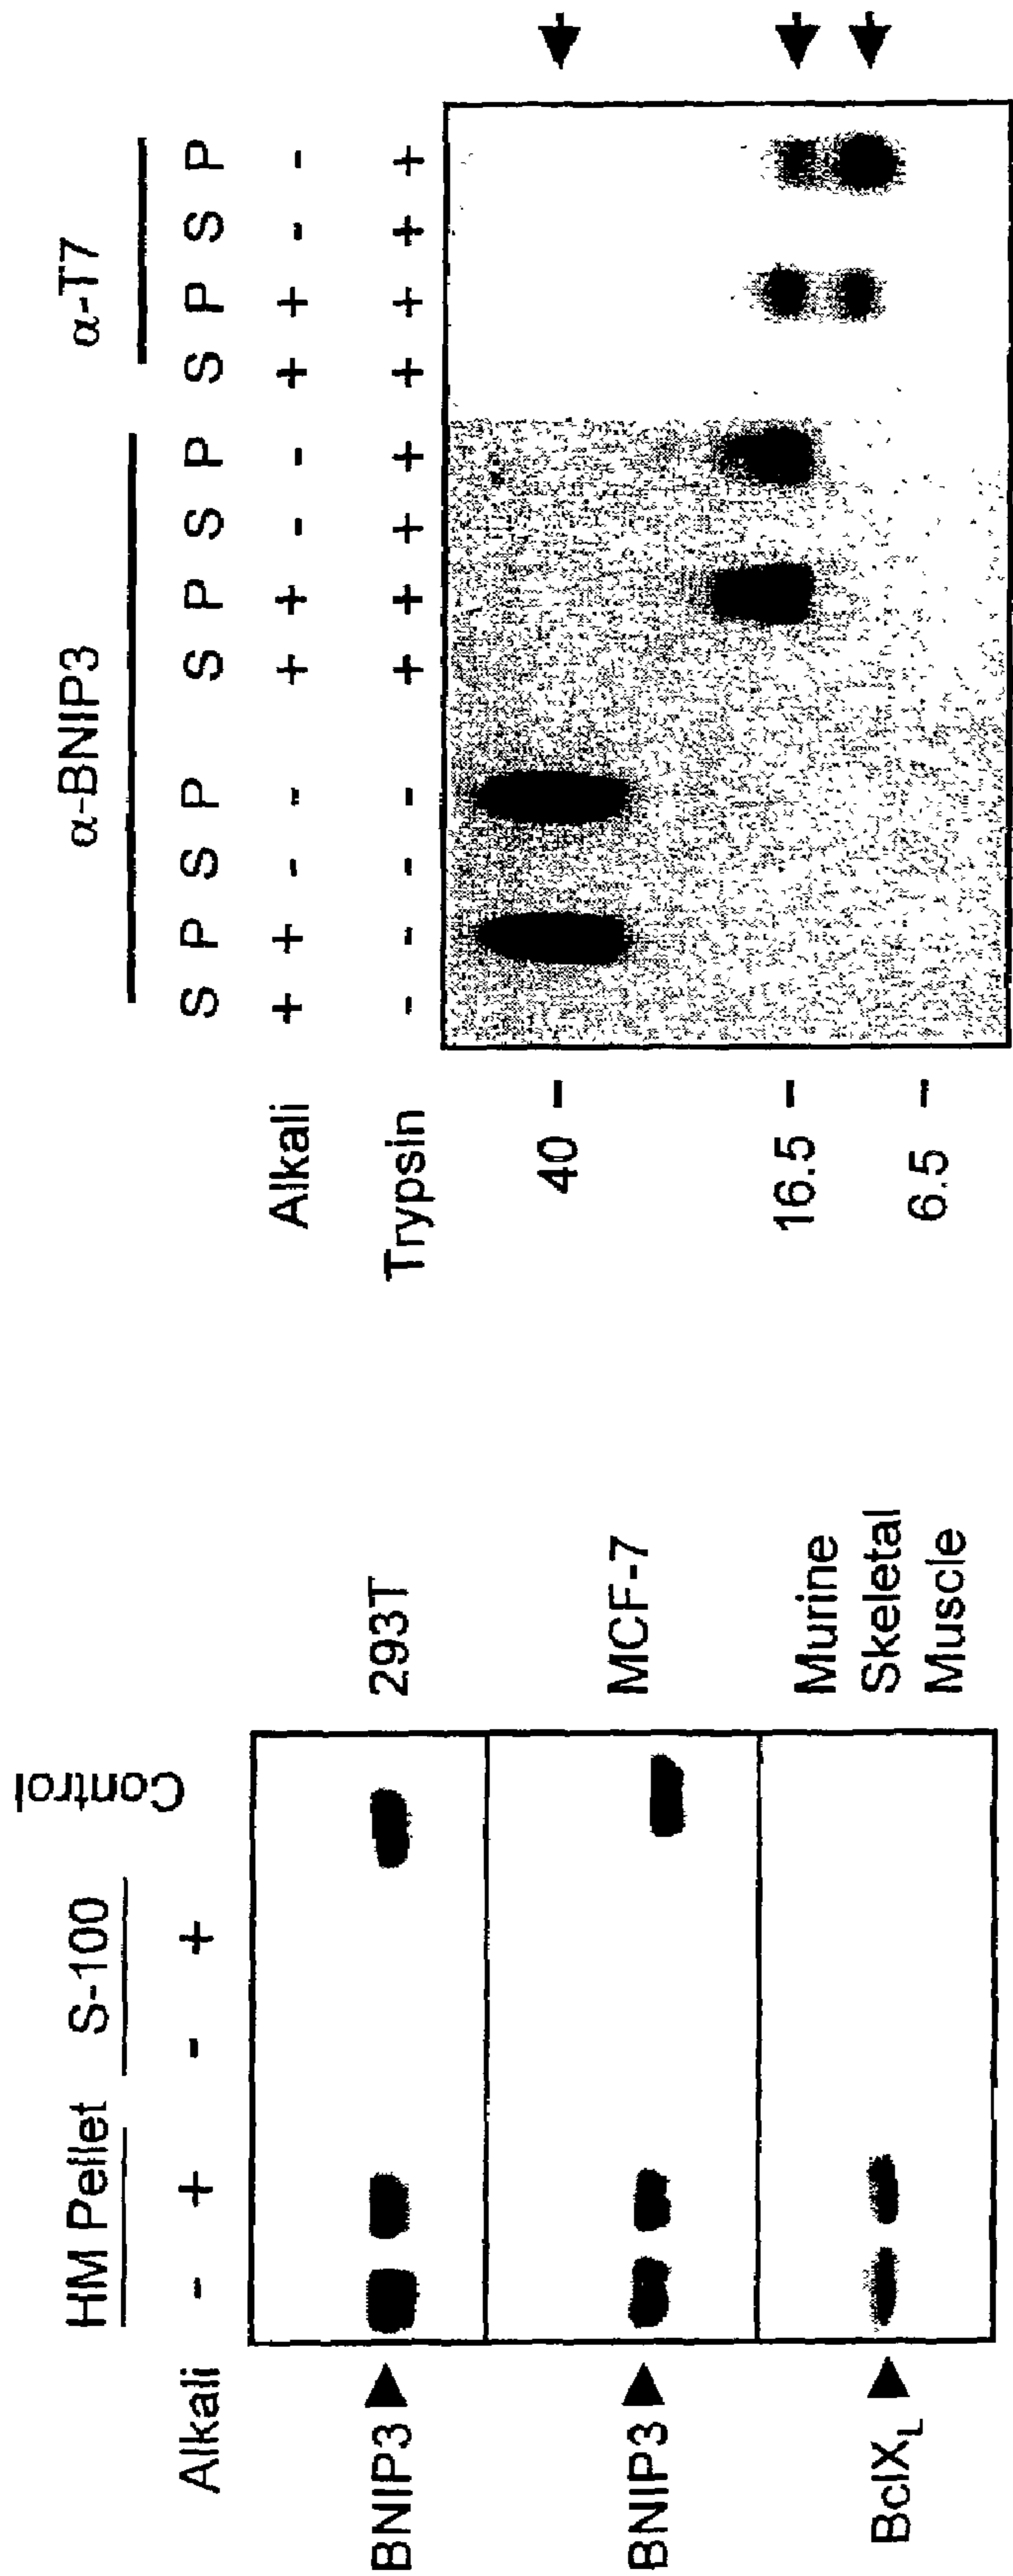 HM Pellet S-100 Control
Alkali - + - +
BNIP3 293T
BNIP3 MCF-7
BclXL Murine
Skeletal
Muscle
α-BNIP3 α-T7
S P S P S P S P S P S P
Alkali + + - - + + - - + + - -
Trypsin - - - - + + + + + + + +
40 -
16.5 -
6.5 -